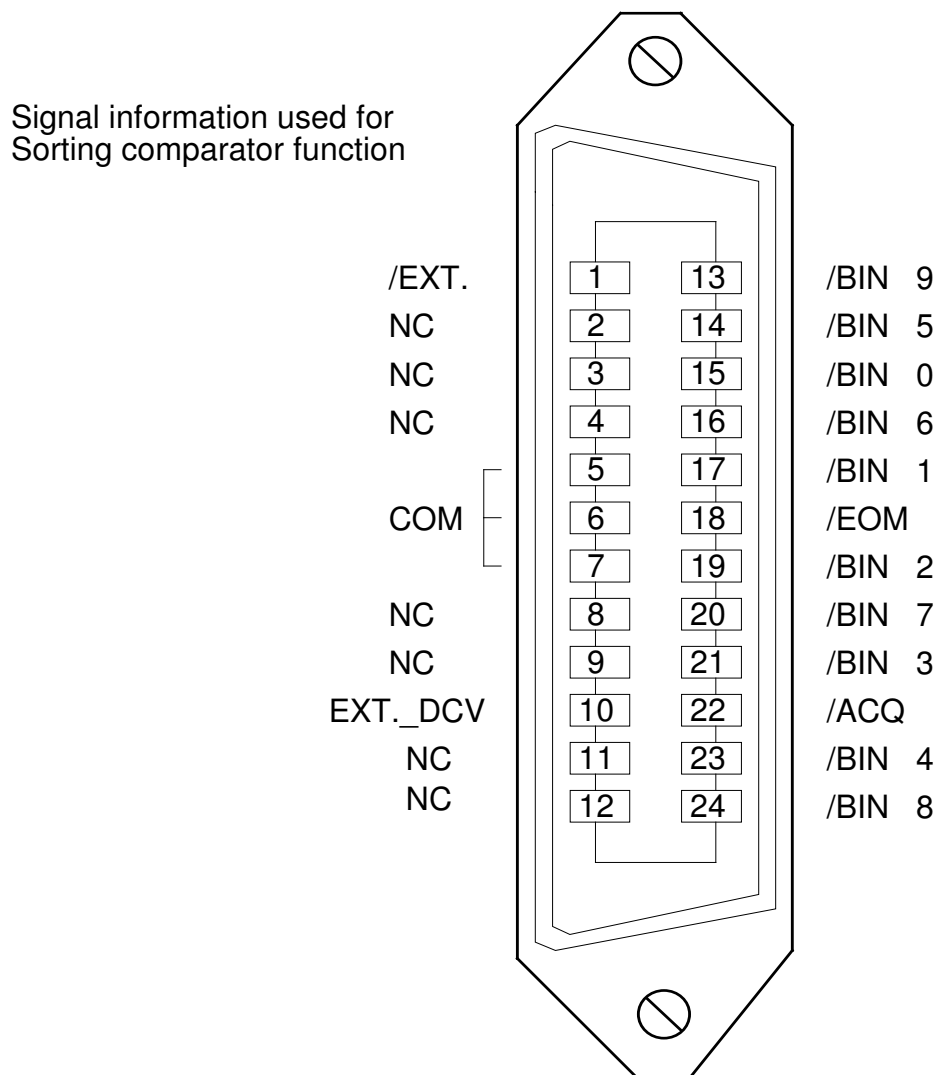 Signal information used for
Sorting comparator function
/EXT. 1 13 /BIN 9
NC 2 14 /BIN 5
NC 3 15 /BIN 0
NC 4 16 /BIN 6
5 17 /BIN 1
COM 6 18 /EOM
7 19 /BIN 2
NC 8 20 /BIN 7
NC 9 21 /BIN 3
EXT._DCV 10 22 /ACQ
NC 11 23 /BIN 4
NC 12 24 /BIN 8